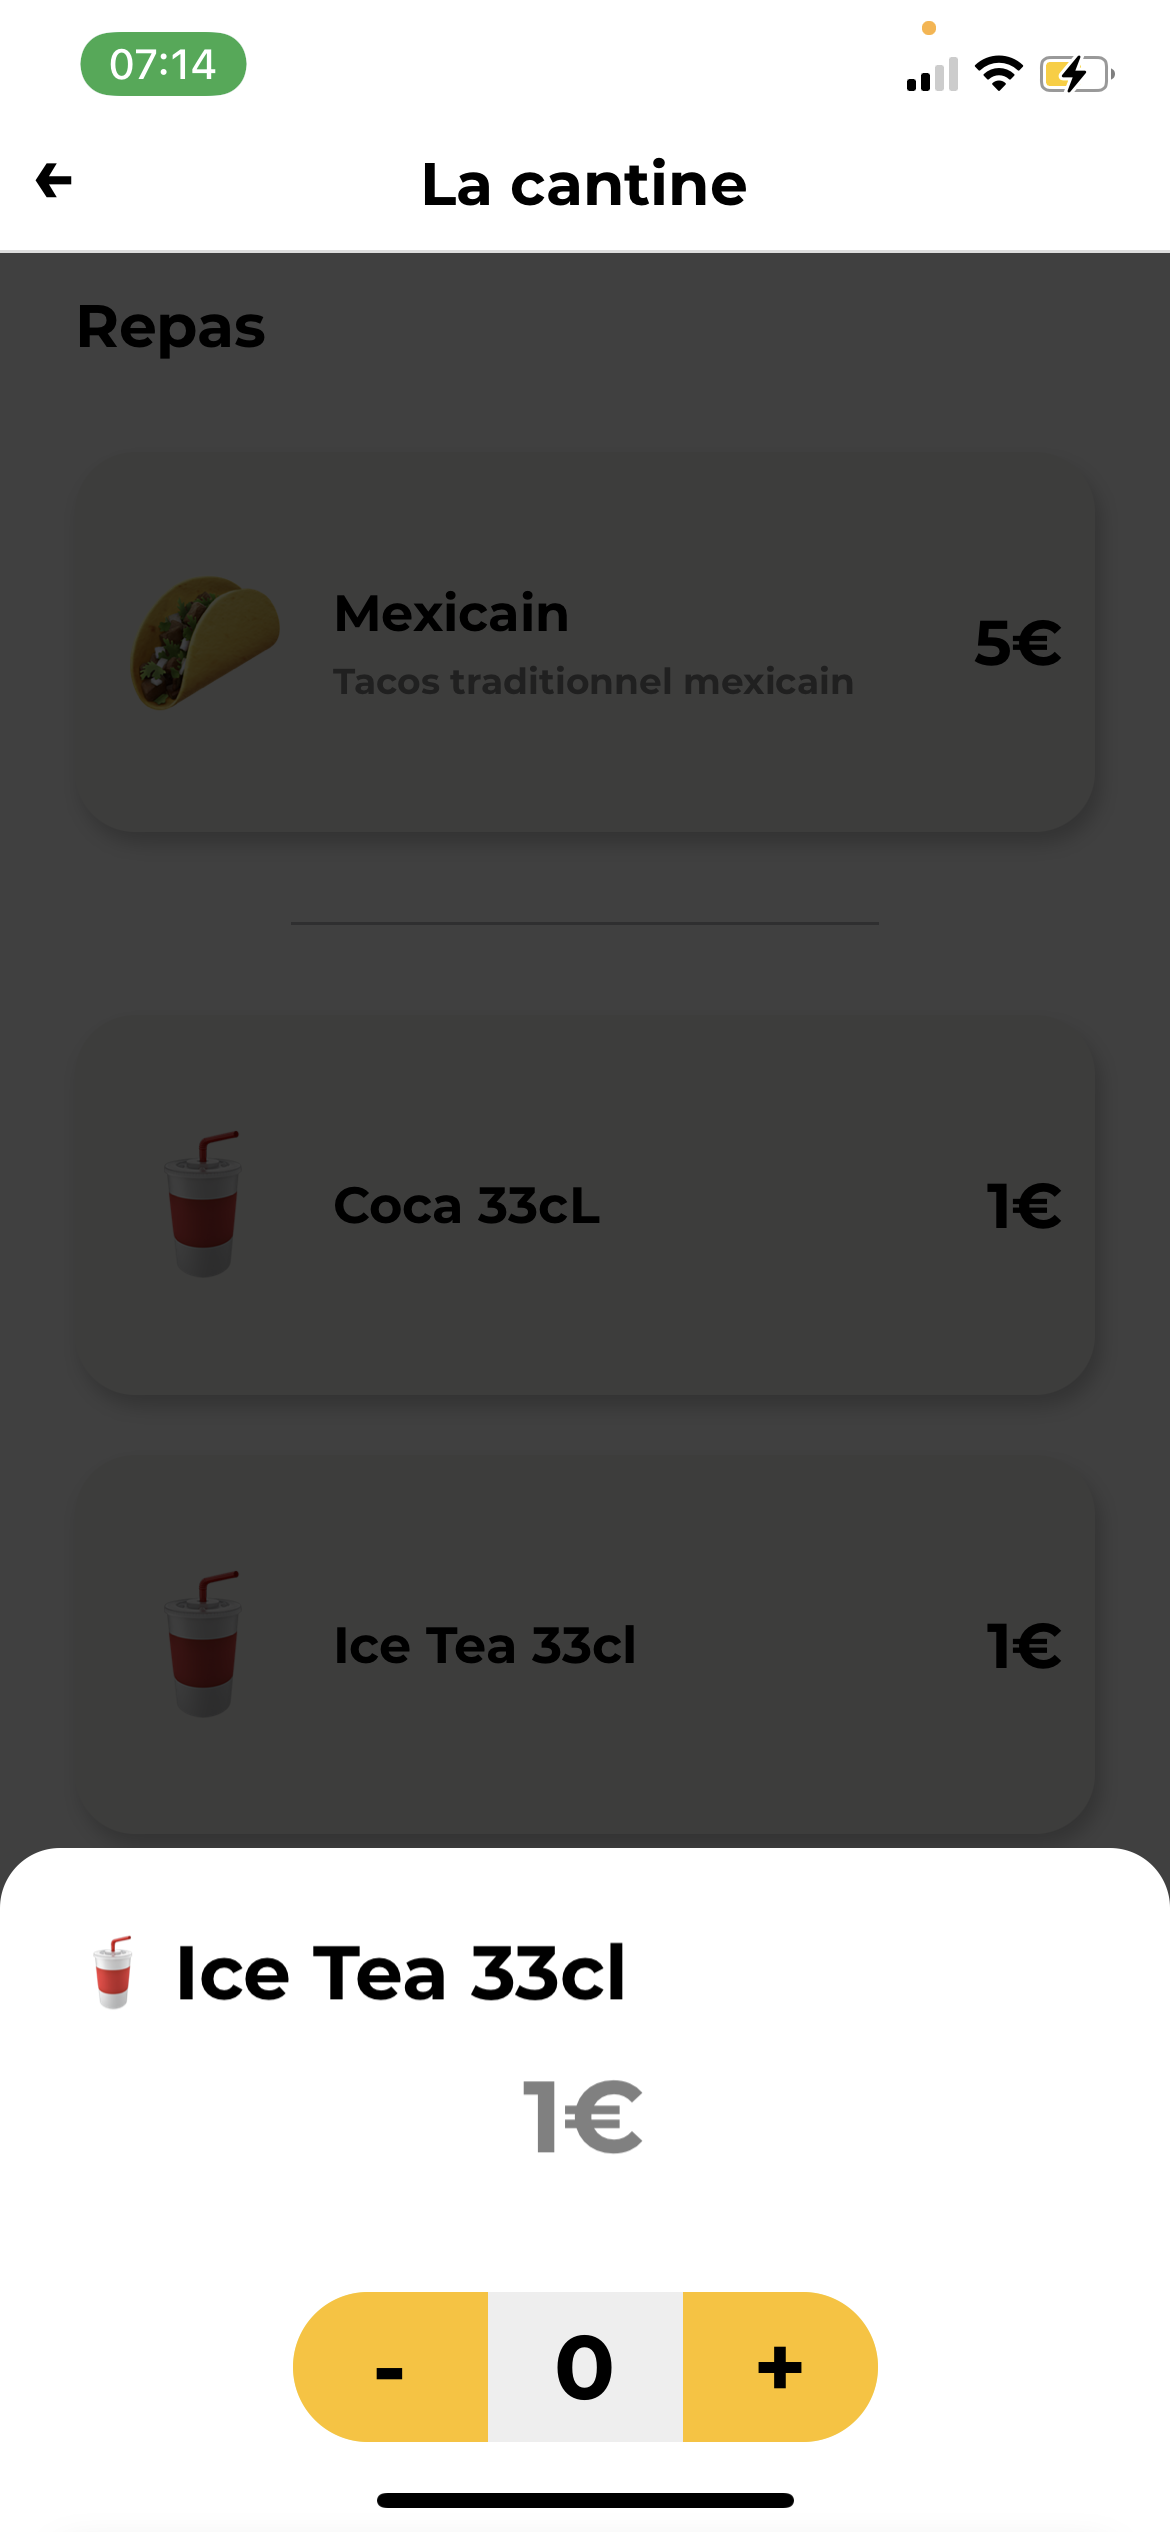 07:14
La cantine
Repas
Mexicain
Tacos traditionnel mexicain
5€
Coca 33cL
1€
Ice Tea 33cl
1€
Ice Tea 33cl
1€
- 0 +